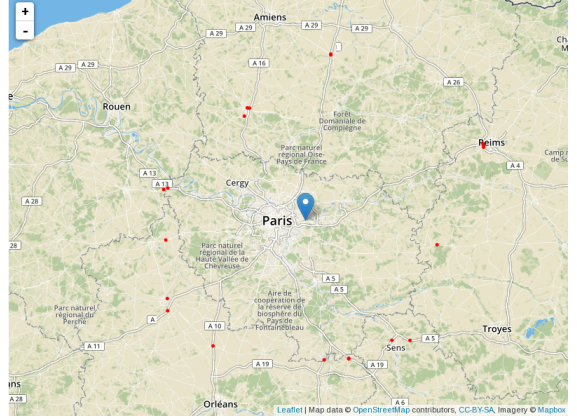 +
-
Amiens
A 29
A 29
A 29
A 29
A 16
A 26
Rouen
Forêt
Domaniale de
Compiègne
Reims
Parc naturel
régional Oise-
Pays de France
A 13
A 13
Cergy
A 4
A 28
Paris
28
Parc naturel
régional de la
Haute Vallée de
Chevreuse
A 5
A 5
Aire de
coopération de
la réserve de
biosphère du
Pays de
Fontainebleau
Parc naturel
régional du
Perche
A 10
A 11
Troyes
A 5
Sens
A 19
A 19
A 6
Orléans
Leaflet | Map data © OpenStreetMap contributors, CC-BY-SA, Imagery © Mapbox